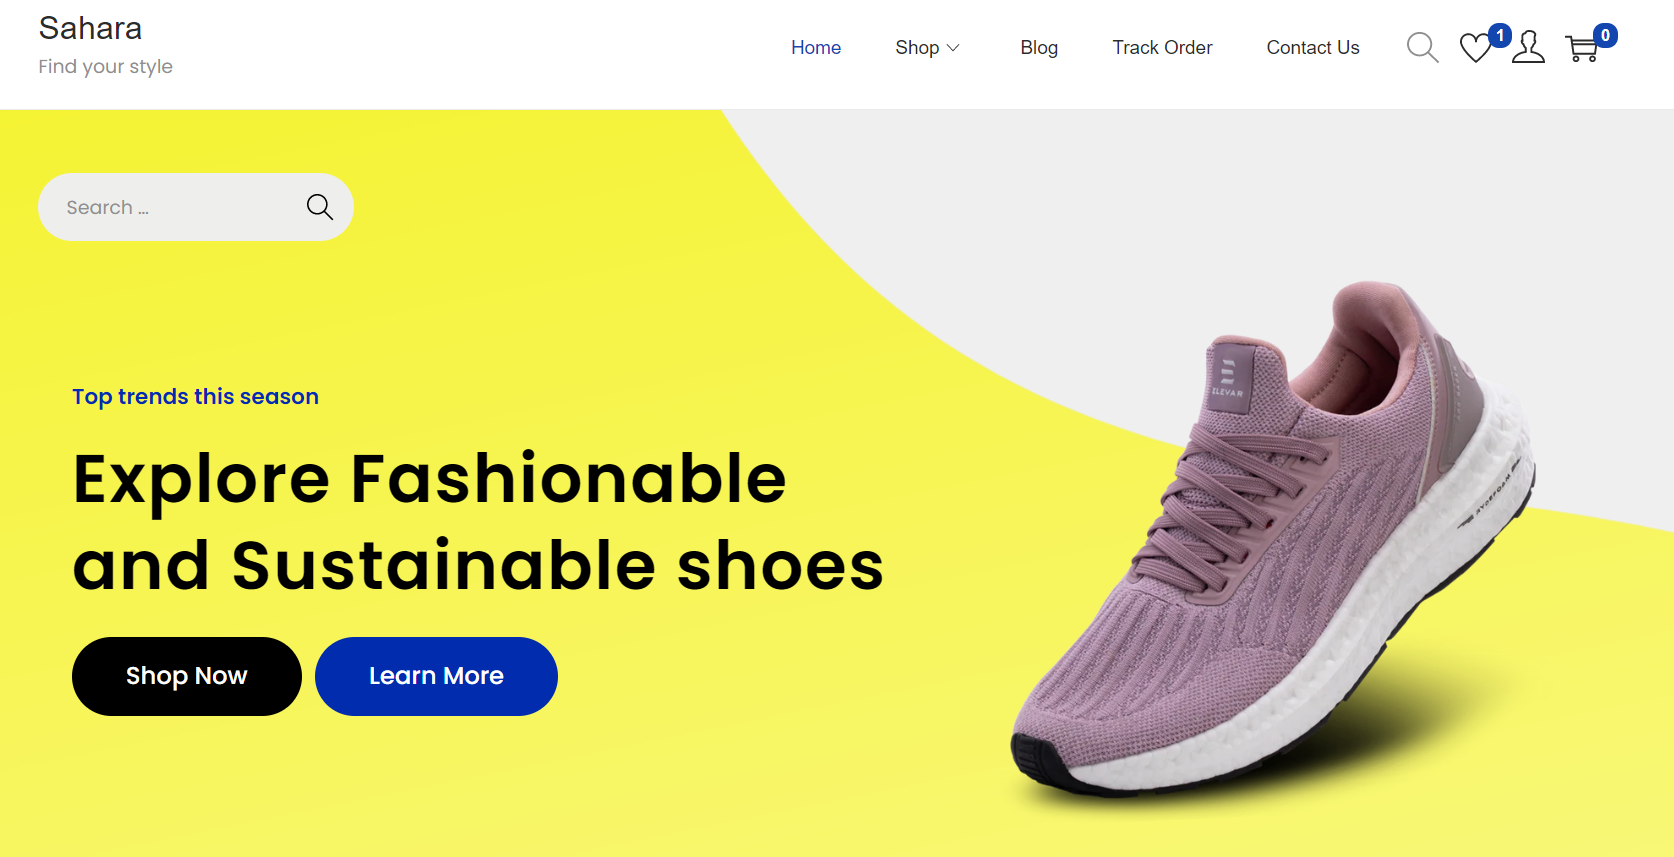 Sahara
Find your style
Home Shop Blog Track Order Contact Us 1 0
Search ...
Top trends this season
Explore Fashionable
and Sustainable shoes
Shop Now Learn More
ELEVAR